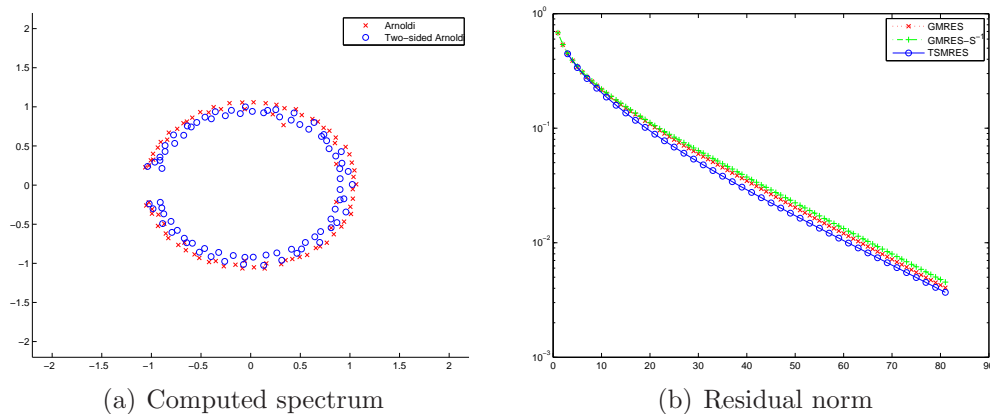 Arnoldi
Two-sided Arnoldi
2
1.5
1
0.5
0
−0.5
−1
−1.5
−2
−2 −1.5 −1 −0.5 0 0.5 1 1.5 2
(a) Computed spectrum
GMRES
GMRES−S⁻¹
TSMRES
10⁰
10⁻¹
10⁻²
10⁻³
0 10 20 30 40 50 60 70 80 90
(b) Residual norm